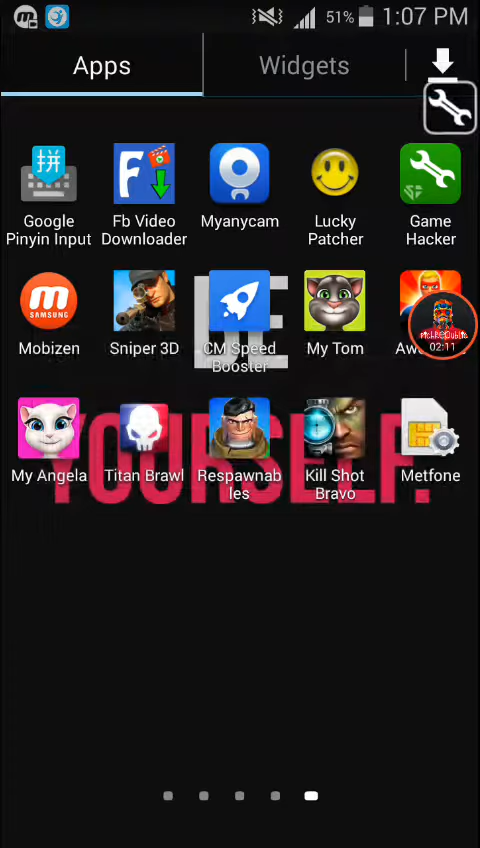 51% 1:07 PM
Apps Widgets
拼
Google Pinyin Input
Fb Video Downloader
Myanycam
Lucky Patcher
Game Hacker
SAMSUNG
Mobizen
Sniper 3D
CM Speed Booster
My Tom
02:11
BE
My Angela
Titan Brawl
Respawnab
les
Kill Shot
Bravo
Metfone
YOURSELF.